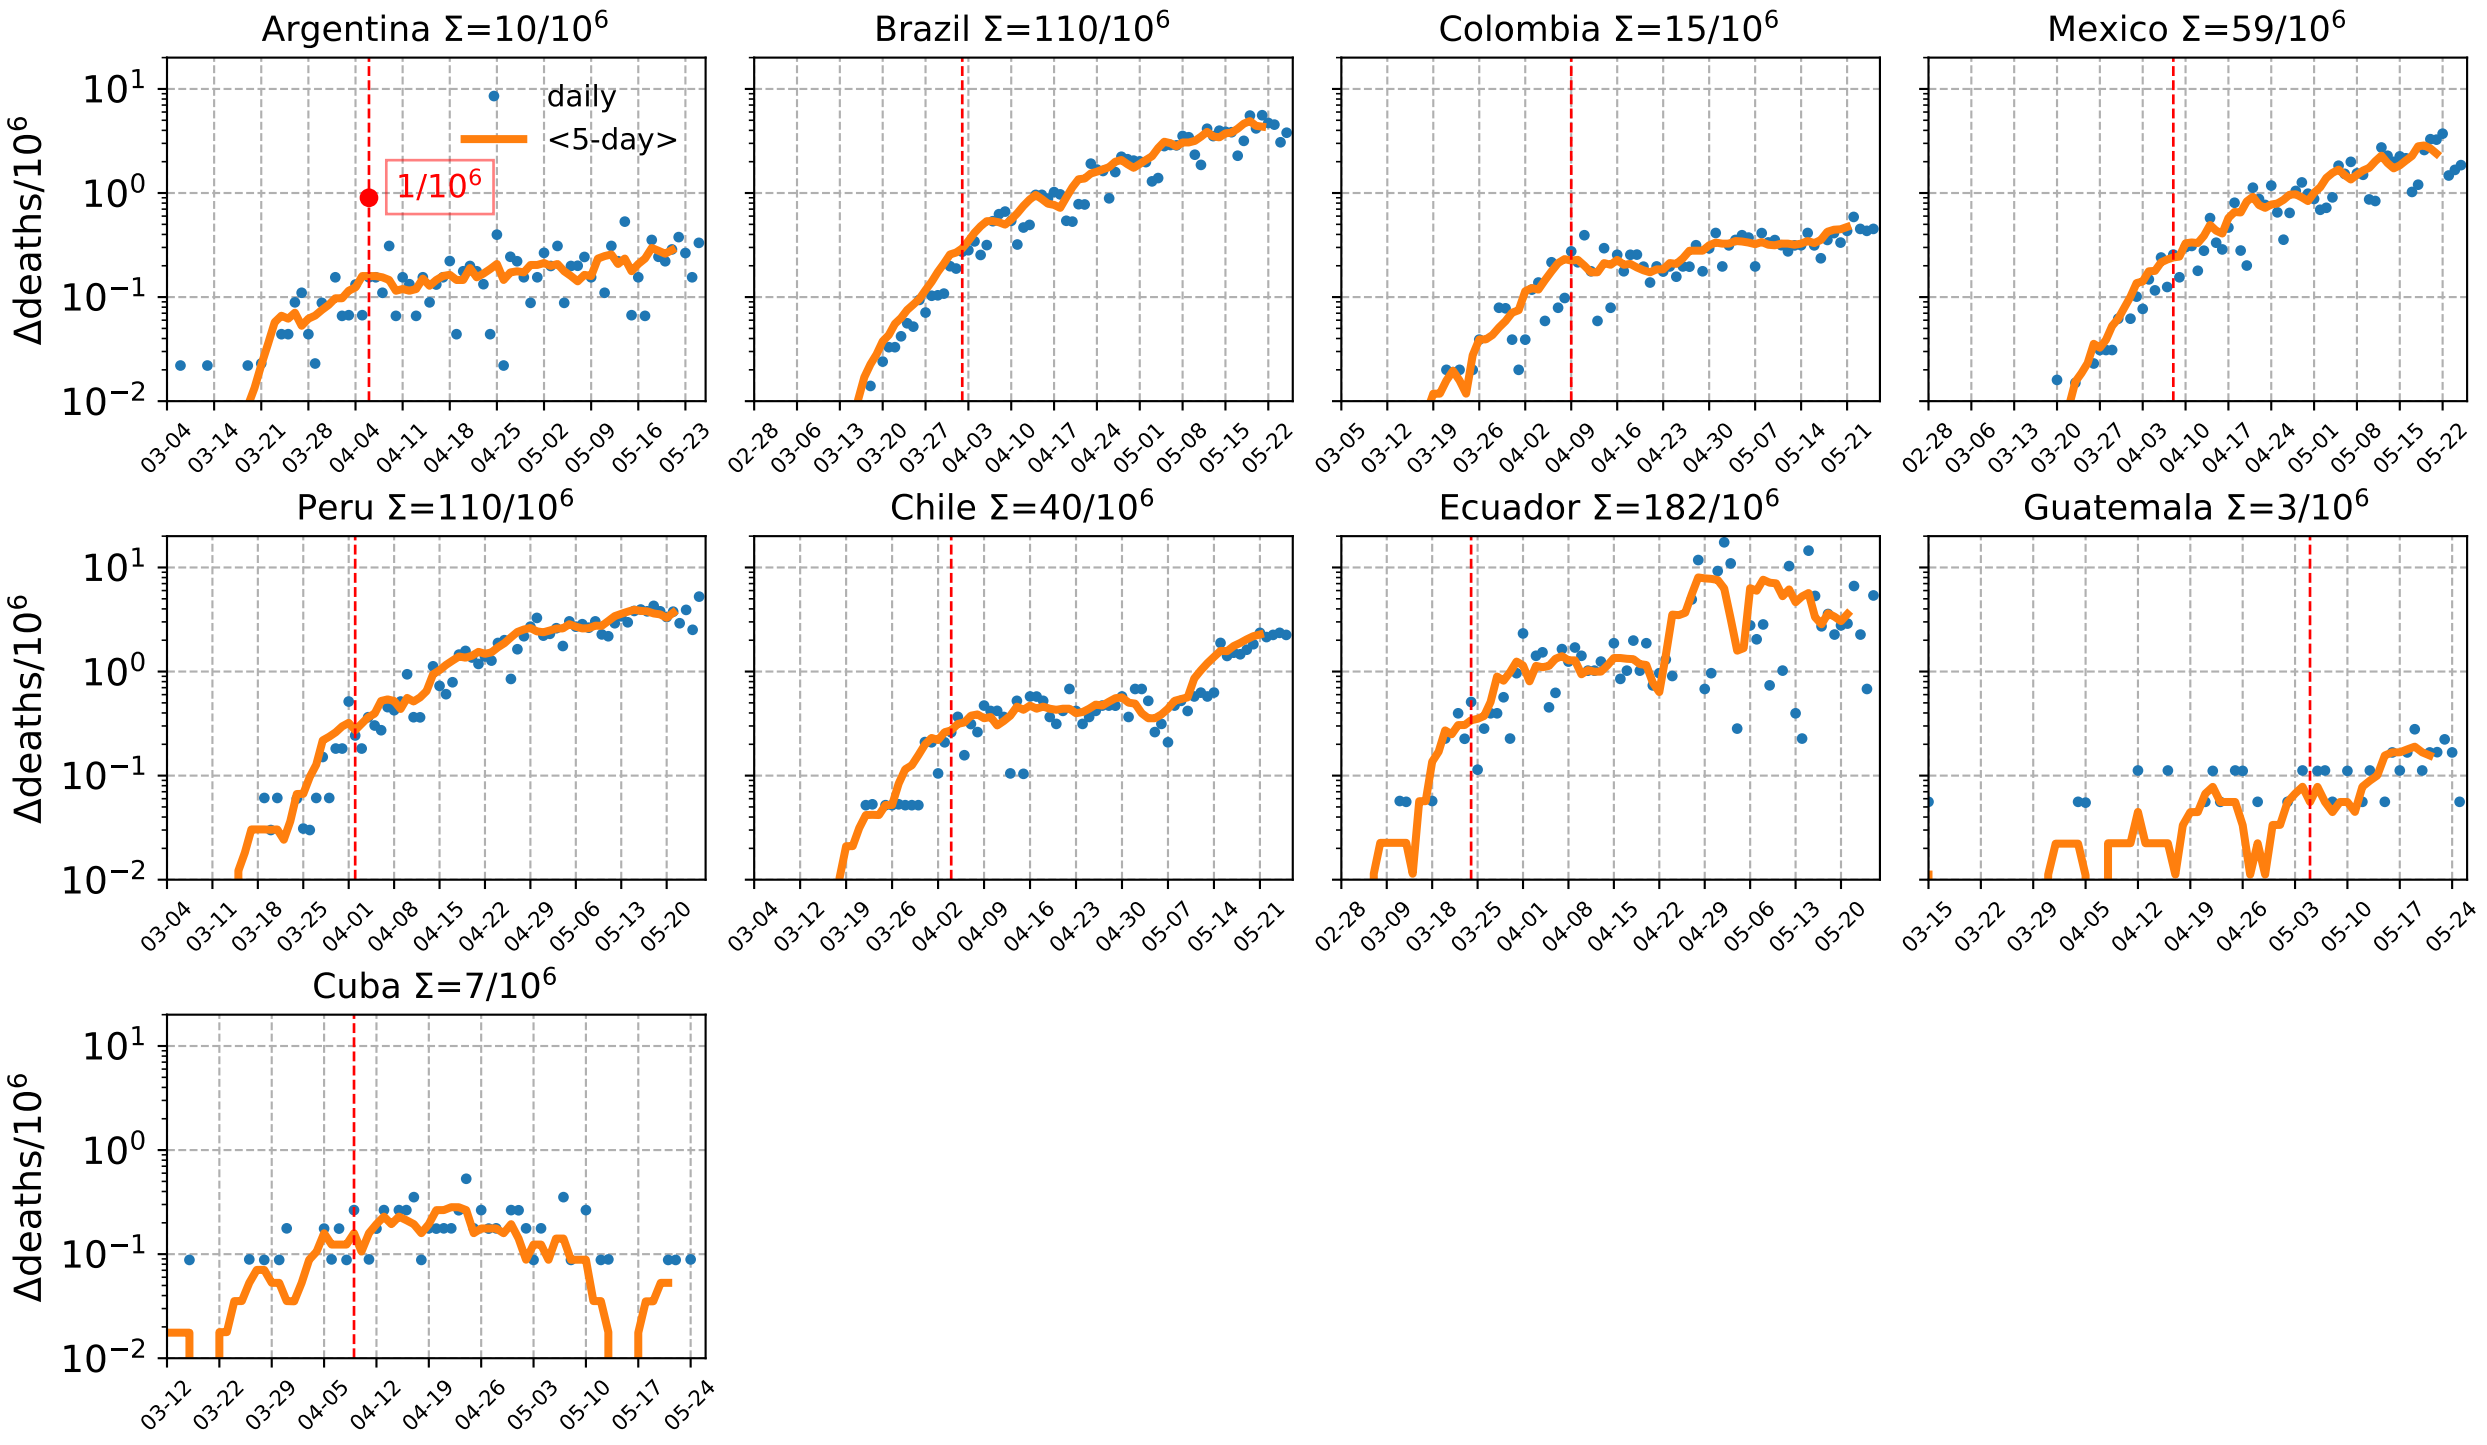 Argentina Σ=10/10⁶
Brazil Σ=110/10⁶
Colombia Σ=15/10⁶
Mexico Σ=59/10⁶
Δdeaths/10⁶
10¹
10⁰
10⁻¹
10⁻²
daily
<5-day>
1/10⁶
03-04 03-14 03-21 03-28 04-04 04-11 04-18 04-25 05-02 05-09 05-16 05-23
02-28 03-06 03-13 03-20 03-27 04-03 04-10 04-17 04-24 05-01 05-08 05-15 05-22
03-05 03-12 03-19 03-26 04-02 04-09 04-16 04-23 04-30 05-07 05-14 05-21
02-28 03-06 03-13 03-20 03-27 04-03 04-10 04-17 04-24 05-01 05-08 05-15 05-22
Peru Σ=110/10⁶
Chile Σ=40/10⁶
Ecuador Σ=182/10⁶
Guatemala Σ=3/10⁶
Δdeaths/10⁶
10¹
10⁰
10⁻¹
10⁻²
03-04 03-11 03-18 03-25 04-01 04-08 04-15 04-22 04-29 05-06 05-13 05-20
03-04 03-12 03-19 03-26 04-02 04-09 04-16 04-23 04-30 05-07 05-14 05-21
02-28 03-09 03-18 03-25 04-01 04-08 04-15 04-22 04-29 05-06 05-13 05-20
03-15 03-22 03-29 04-05 04-12 04-19 04-26 05-03 05-10 05-17 05-24
Cuba Σ=7/10⁶
Δdeaths/10⁶
10¹
10⁰
10⁻¹
10⁻²
03-12 03-22 03-29 04-05 04-12 04-19 04-26 05-03 05-10 05-17 05-24